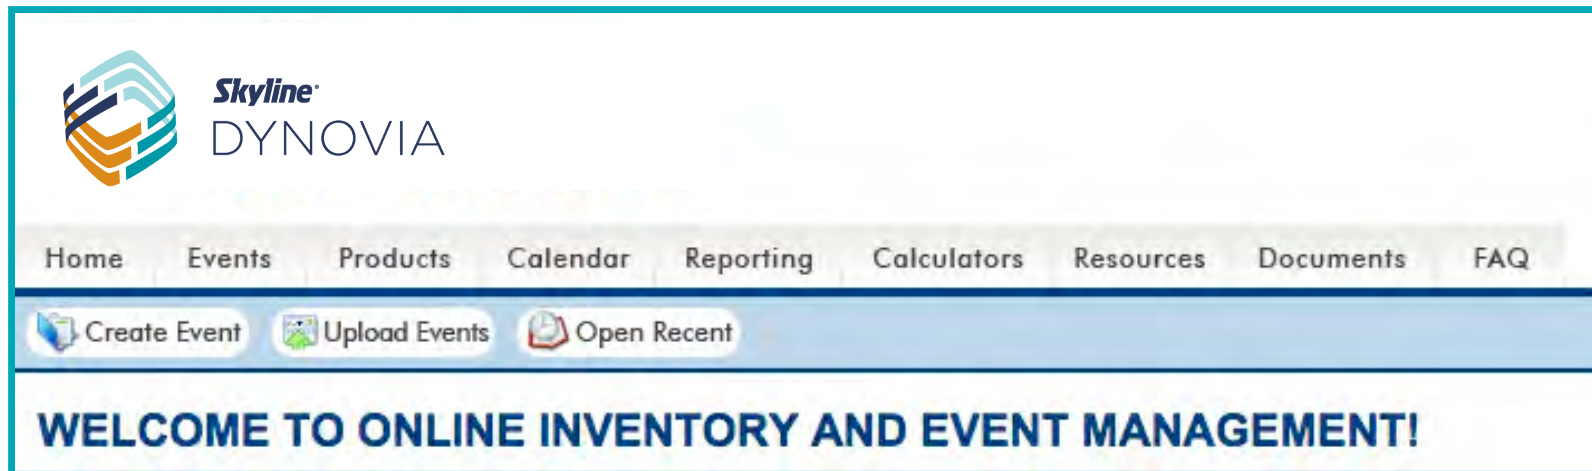 Skyline
DYNOVIA
Home Events Products Calendar Reporting Calculators Resources Documents FAQ
Create Event Upload Events Open Recent
WELCOME TO ONLINE INVENTORY AND EVENT MANAGEMENT!